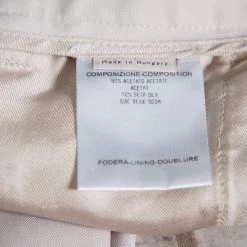 Made in Hungary
COMPOSIZIONE-COMPOSITION
90% ACETATO ACETATE
ACETAT
10% SETA SILK
SOIE SEIDE SEDA
FODERA-LINING-DOUBLURE